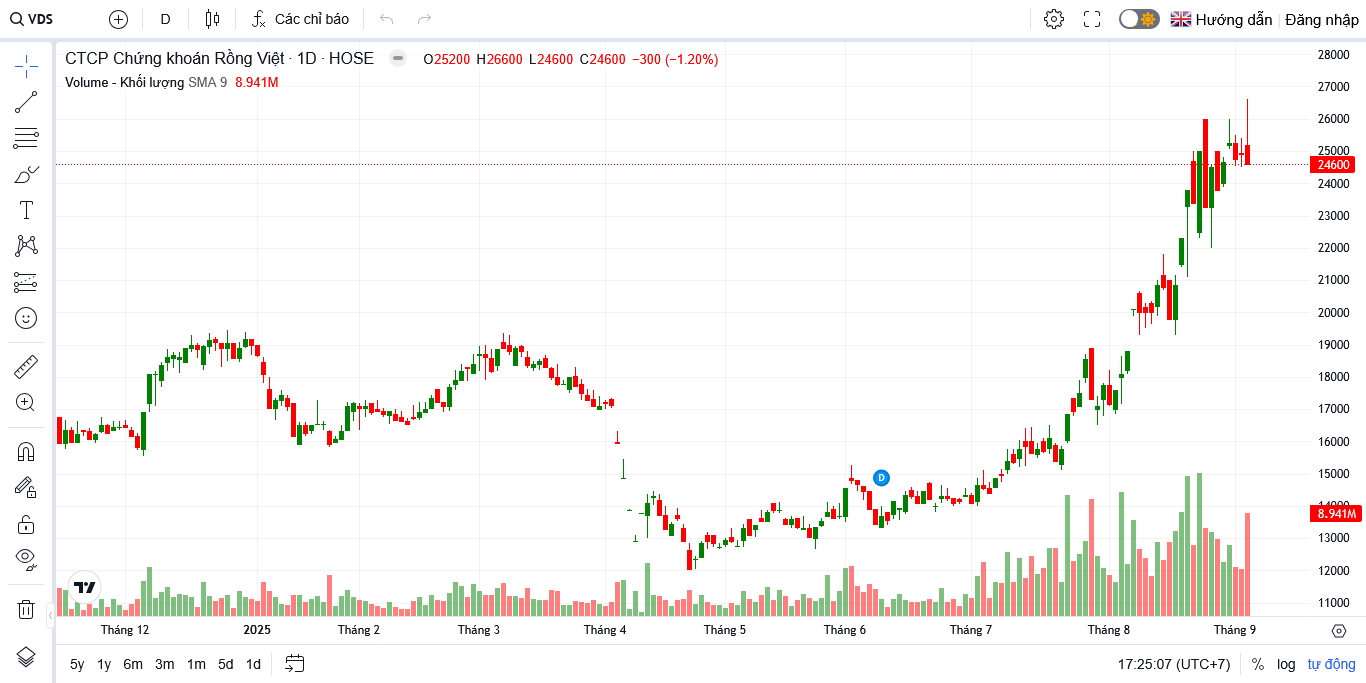 VDS D Các chỉ báo Hướng dẫn Đăng nhập
CTCP Chứng khoán Rồng Việt · 1D · HOSE O25200 H26600 L24600 C24600 −300 (−1.20%)
Volume - Khối lượng SMA 9 8.941M
28000
27000
26000
25000
24600
24000
23000
22000
21000
20000
19000
18000
17000
16000
15000
14000
8.941M
13000
12000
11000
D
Tháng 12 2025 Tháng 2 Tháng 3 Tháng 4 Tháng 5 Tháng 6 Tháng 7 Tháng 8 Tháng 9
5y 1y 6m 3m 1m 5d 1d 17:25:07 (UTC+7) % log tự động